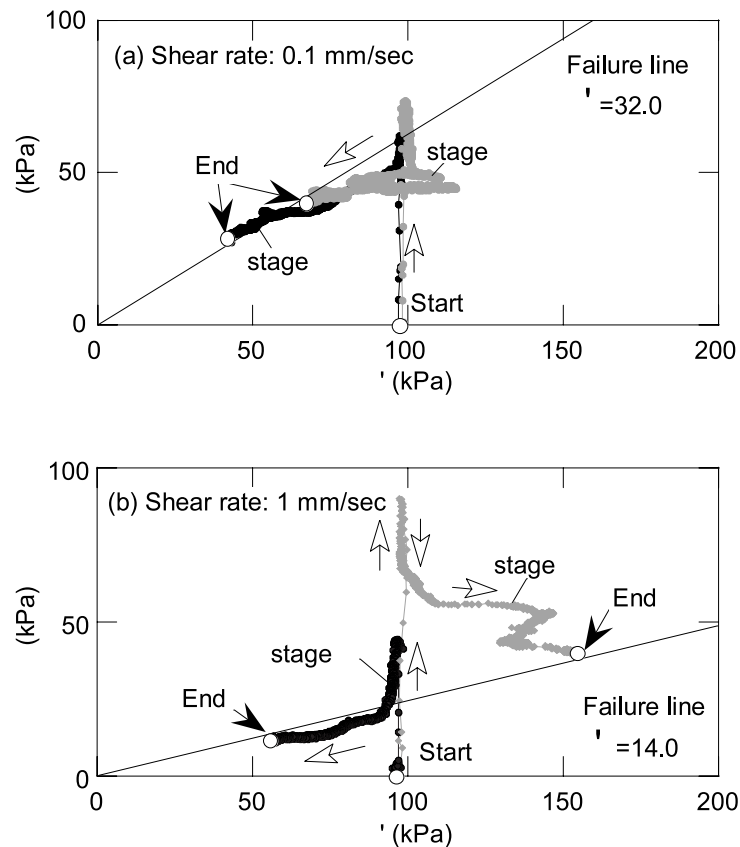 100
(a) Shear rate: 0.1 mm/sec
Failure line
' =32.0
stage
End
50
(kPa)
stage
Start
0
0 50 100 150 200
' (kPa)
100
(b) Shear rate: 1 mm/sec
stage
End
50
(kPa)
stage
End
Failure line
' =14.0
Start
0
0 50 100 150 200
' (kPa)